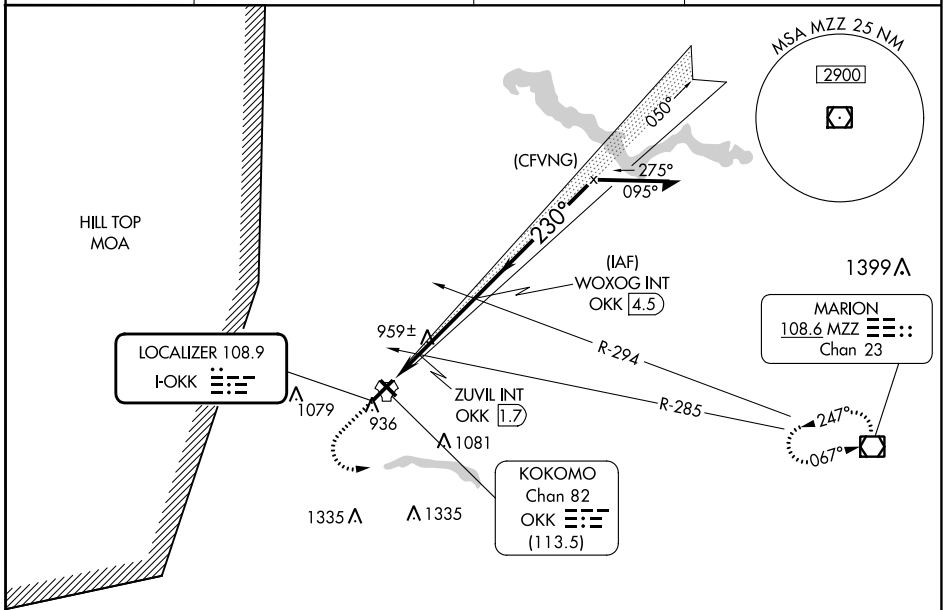 MSA MZZ 25 NM
2900
050°
(CFVNG)
275°
095°
230°
HILL TOP
MOA
(IAF)
WOXOG INT
OKK 4.5
1399
MARION
108.6 MZZ
Chan 23
959±
R-294
LOCALIZER 108.9
I-OKK
1079
936
ZUVIL INT
OKK 1.7
R-285
247°
067°
1081
KOKOMO
Chan 82
OKK
(113.5)
1335
1335